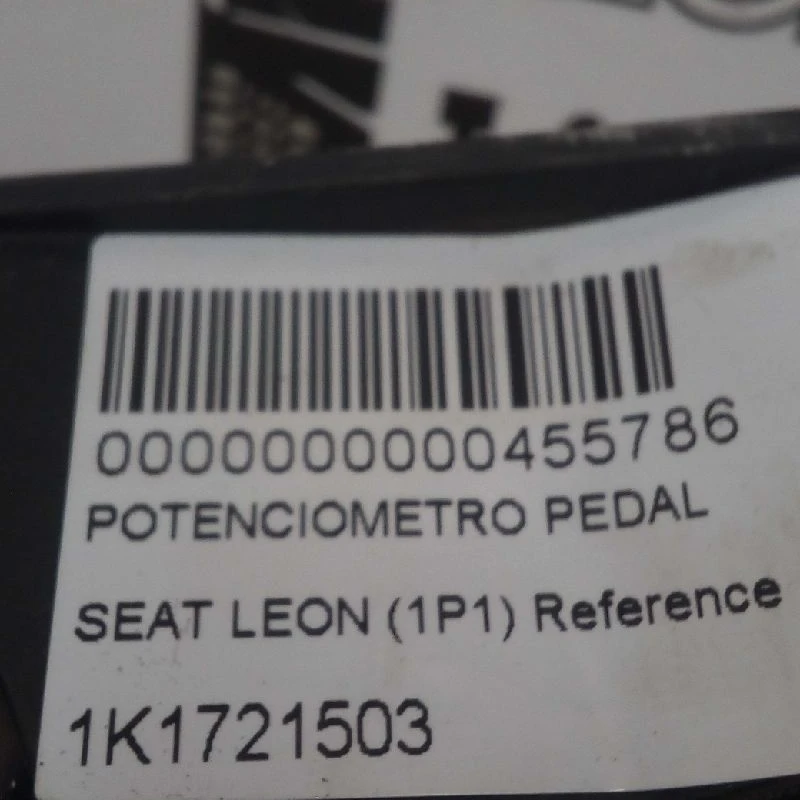 0000000000455786
POTENCIOMETRO PEDAL
SEAT LEON (1P1) Reference
1K1721503